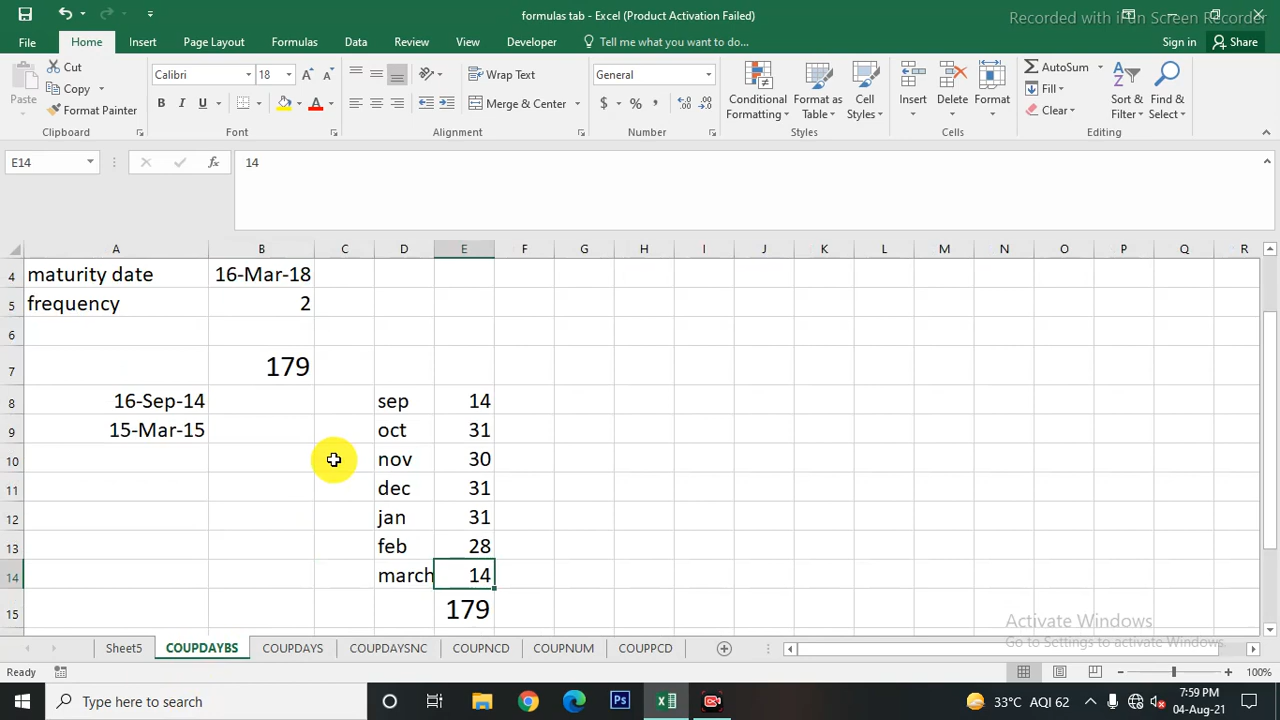 formulas tab - Excel (Product Activation Failed)
Recorded with iFun Screen Recorder
File Home Insert Page Layout Formulas Data Review View Developer Tell me what you want to do... Sign in Share
Paste
Cut
Copy
Format Painter
Clipboard
Calibri 18
B I U
Font
Wrap Text
Merge & Center
Alignment
General
$ %
Number
Conditional Formatting
Format as Table
Cell Styles
Styles
Insert Delete Format
Cells
AutoSum
Fill
Clear
Sort & Filter
Find & Select
Editing
E14 fx 14
A B C D E F G H I J K L M N O P Q R
4 maturity date 16-Mar-18
5 frequency 2
6
7 179
8 16-Sep-14 sep 14
9 15-Mar-15 oct 31
10 nov 30
11 dec 31
12 jan 31
13 feb 28
14 march 14
15 179
Activate Windows
Go to Settings to activate Windows.
Sheet5 COUPDAYBS COUPDAYS COUPDAYSNC COUPNCD COUPNUM COUPPCD
Ready 100%
Type here to search
Ps
33°C AQI 62
7:59 PM
04-Aug-21